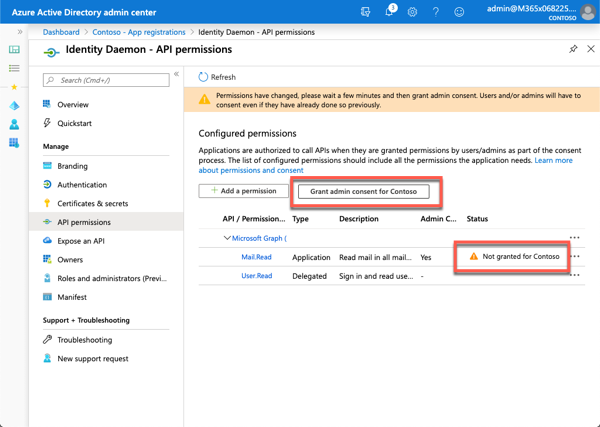 Azure Active Directory admin center
3
admin@M365x068225....
CONTOSO
Dashboard > Contoso - App registrations > Identity Daemon - API permissions
Identity Daemon - API permissions
Search (Cmd+/)
Overview
Quickstart
Manage
Branding
Authentication
Certificates & secrets
API permissions
Expose an API
Owners
Roles and administrators (Previ...
Manifest
Support + Troubleshooting
Troubleshooting
New support request
Refresh
Permissions have changed, please wait a few minutes and then grant admin consent. Users and/or admins will have to
consent even if they have already done so previously.
Configured permissions
Applications are authorized to call APIs when they are granted permissions by users/admins as part of the consent
process. The list of configured permissions should include all the permissions the application needs. Learn more
about permissions and consent
+ Add a permission
Grant admin consent for Contoso
API / Permission... Type Description Admin C... Status
Microsoft Graph (
Mail.Read Application Read mail in all mail... Yes Not granted for Contoso
User.Read Delegated Sign in and read use... -